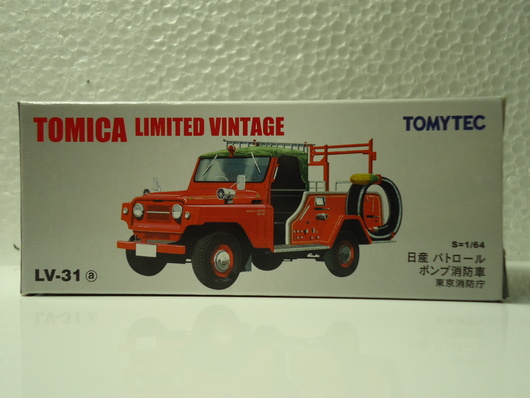 TOMICA LIMITED VINTAGE
TOMYTEC
S=1/64
日産 パトロール
ポンプ消防車
東京消防庁
LV-31 ⓐ